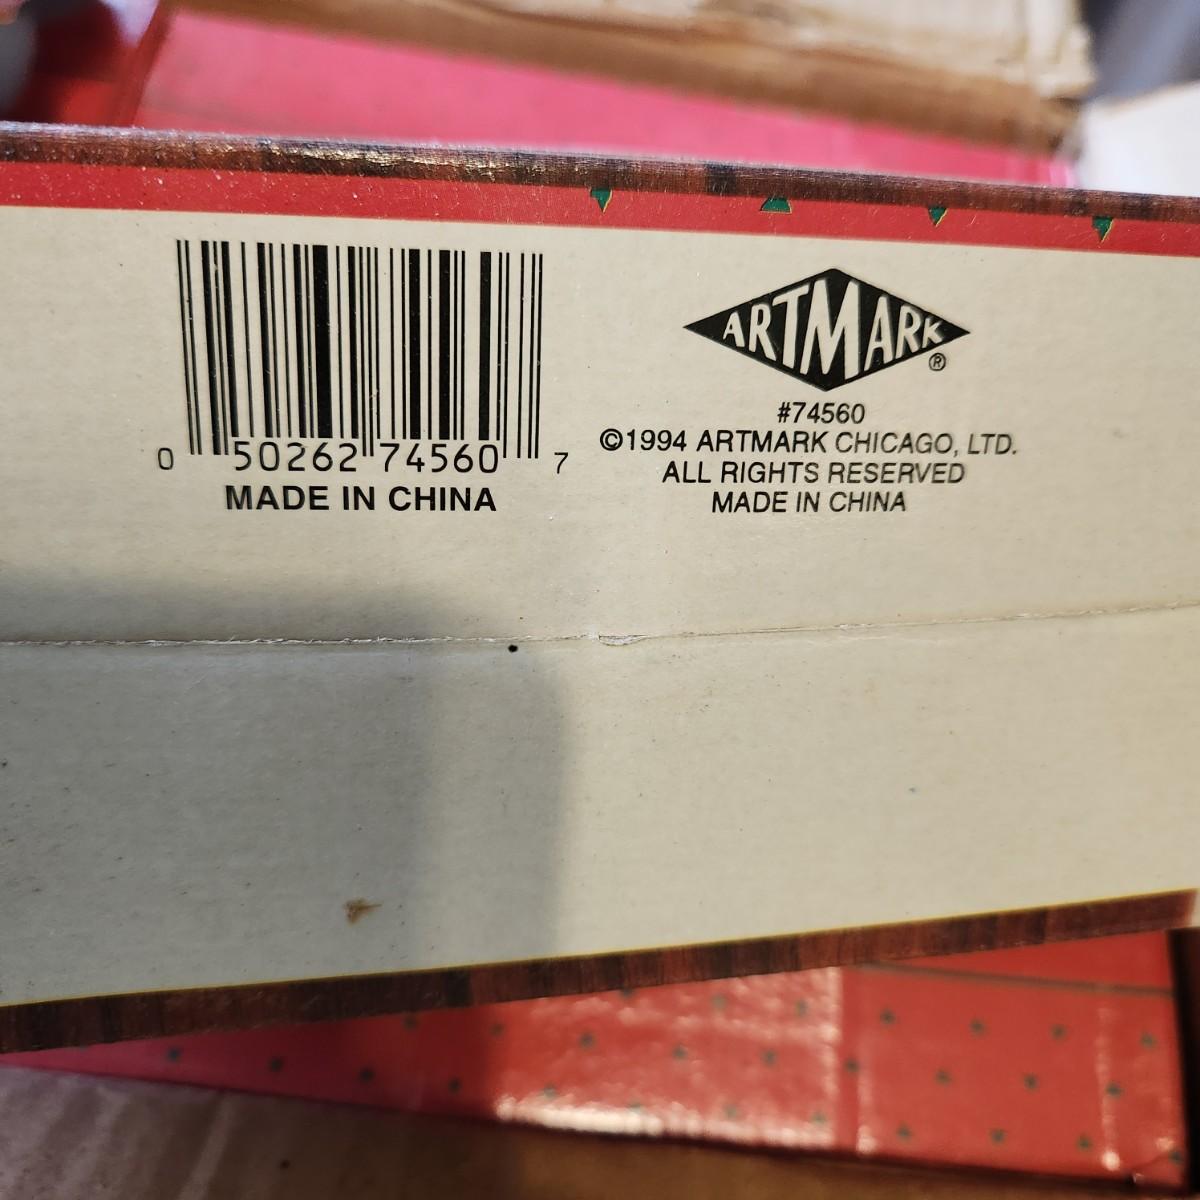 0 50262 74560 7
MADE IN CHINA
ARTMARK®
#74560
©1994 ARTMARK CHICAGO, LTD.
ALL RIGHTS RESERVED
MADE IN CHINA